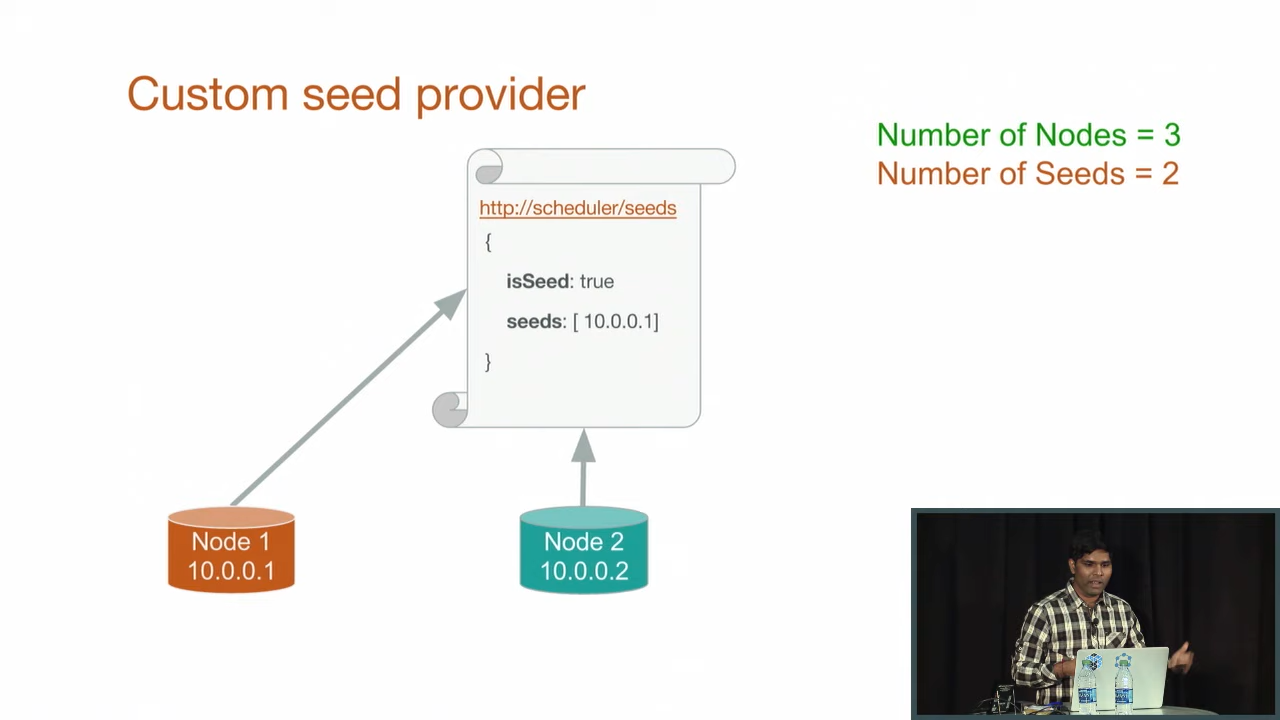 Custom seed provider
Number of Nodes = 3
Number of Seeds = 2
http://scheduler/seeds
{
isSeed: true
seeds: [ 10.0.0.1]
}
Node 1
10.0.0.1
Node 2
10.0.0.2